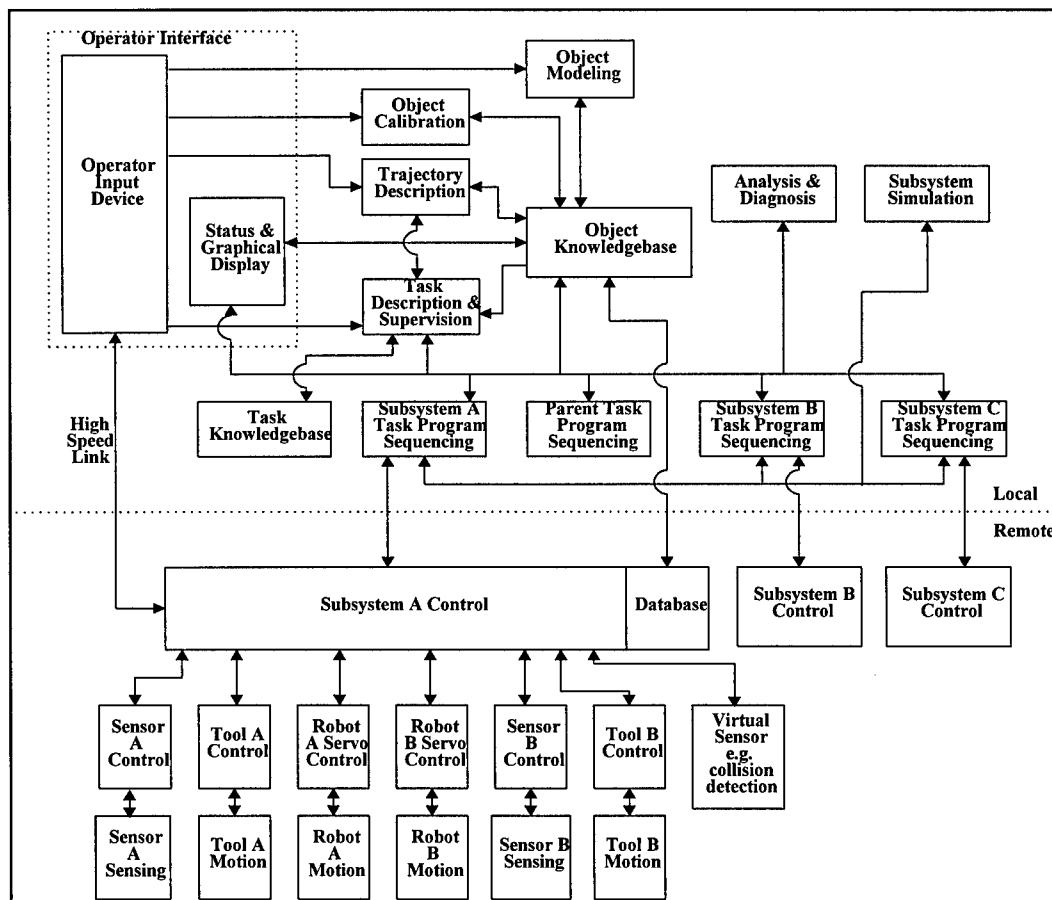 Operator Interface
Operator
Input
Device
Object
Modeling
Object
Calibration
Trajectory
Description
Status &
Graphical
Display
Object
Knowledgebase
Analysis &
Diagnosis
Subsystem
Simulation
Task
Description &
Supervision
High
Speed
Link
Task
Knowledgebase
Subsystem A
Task Program
Sequencing
Parent Task
Program
Sequencing
Subsystem B
Task Program
Sequencing
Subsystem C
Task Program
Sequencing
Local
Remote
Subsystem A Control
Database
Subsystem B
Control
Subsystem C
Control
Sensor
A
Control
Tool A
Control
Robot
A Servo
Control
Robot
B Servo
Control
Sensor
B
Control
Tool B
Control
Virtual
Sensor
e.g.
collision
detection
Sensor
A
Sensing
Tool A
Motion
Robot
A
Motion
Robot
B
Motion
Sensor B
Sensing
Tool B
Motion